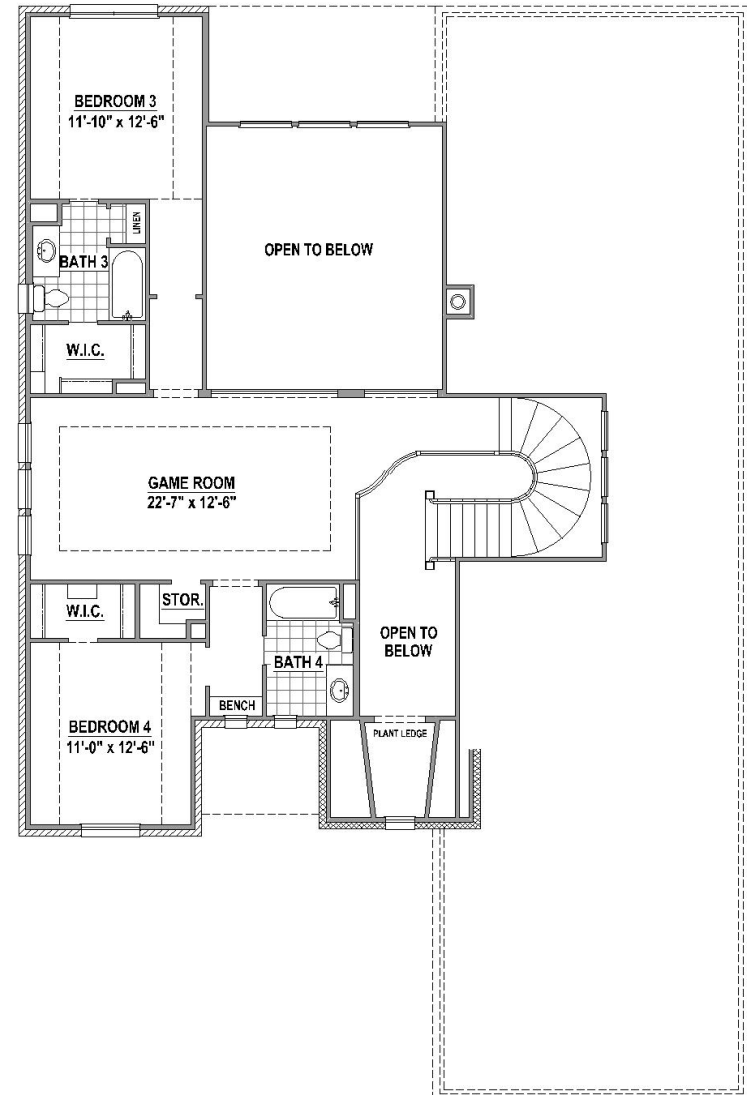 BEDROOM 3
11'-10" x 12'-6"
LINEN
BATH 3
OPEN TO BELOW
W.I.C.
GAME ROOM
22'-7" x 12'-6"
W.I.C.
STOR.
OPEN TO
BELOW
BATH 4
BENCH
BEDROOM 4
11'-0" x 12'-6"
PLANT LEDGE